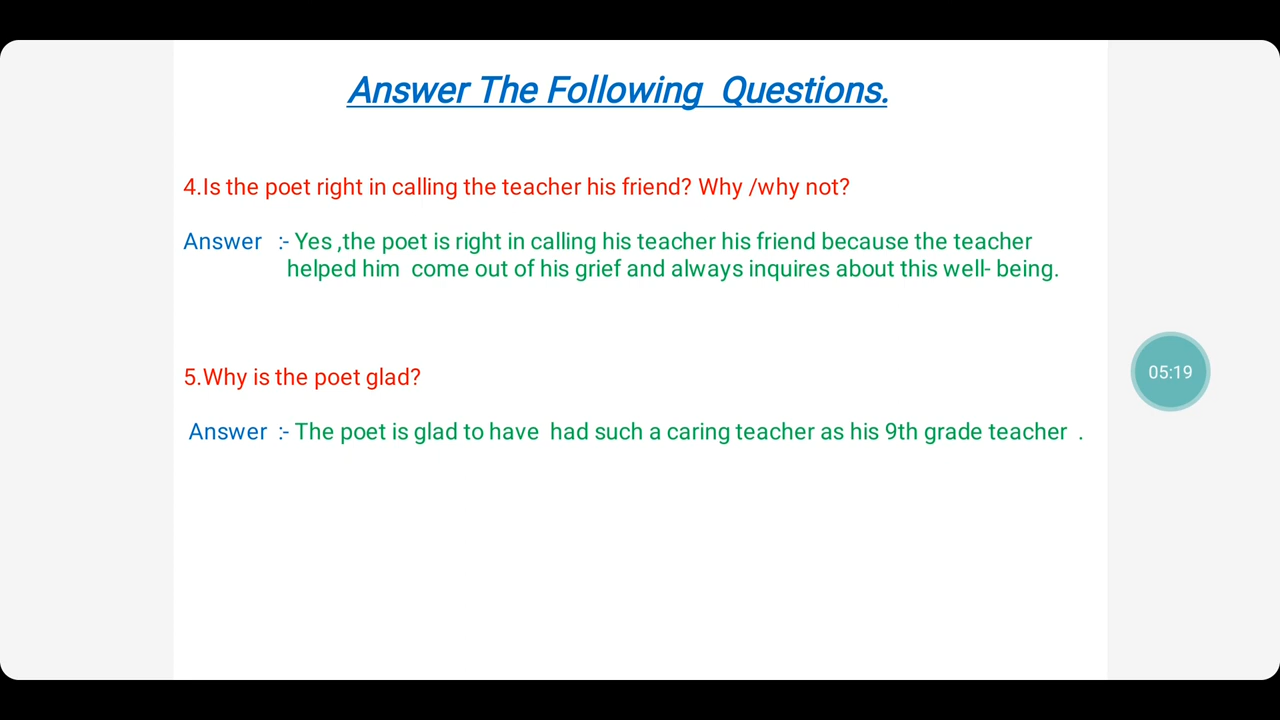 Answer The Following Questions.
4.Is the poet right in calling the teacher his friend? Why /why not?
Answer :- Yes ,the poet is right in calling his teacher his friend because the teacher
helped him come out of his grief and always inquires about this well- being.
5.Why is the poet glad?
05:19
Answer :- The poet is glad to have had such a caring teacher as his 9th grade teacher .